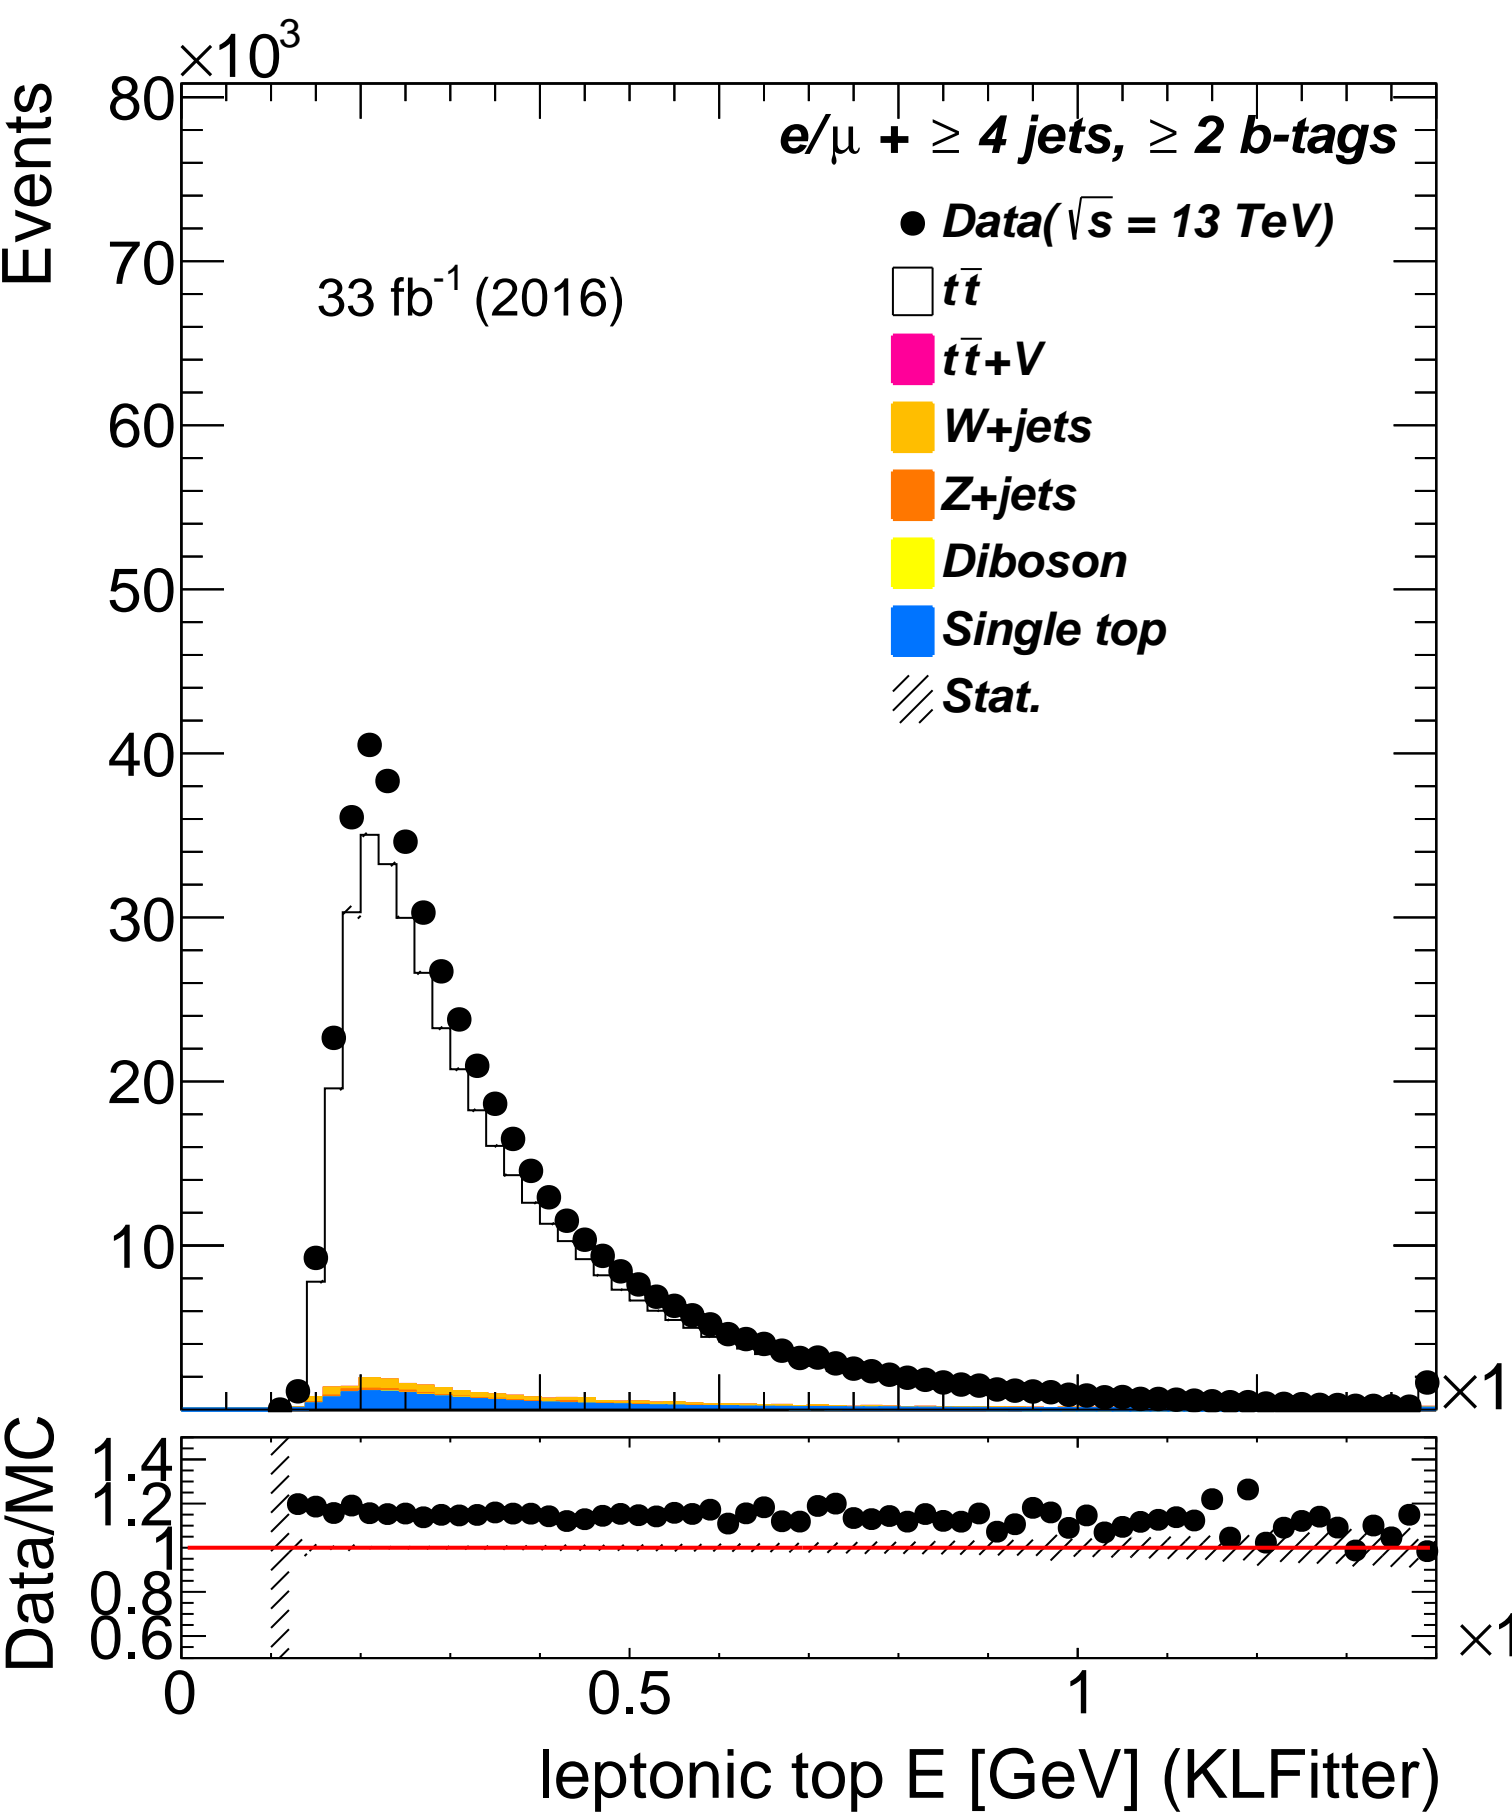 ×10³
Events
80
70
60
50
40
30
20
10
e/μ + ≥ 4 jets, ≥ 2 b-tags
33 fb⁻¹ (2016)
Data(√s = 13 TeV)
tt̅
tt̅+V
W+jets
Z+jets
Diboson
Single top
Stat.
×1
Data/MC
1.4
1.2
1
0.8
0.6
×1
0 0.5 1
leptonic top E [GeV] (KLFitter)